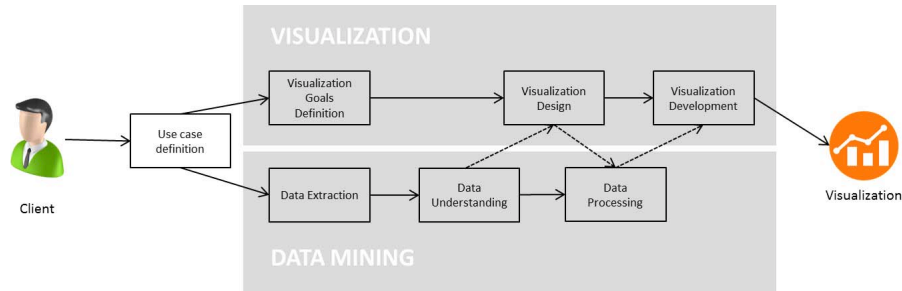 VISUALIZATION
Visualization
Goals
Definition
Visualization
Design
Visualization
Development
Use case
definition
Client
Data Extraction
Data
Understanding
Data
Processing
Visualization
DATA MINING